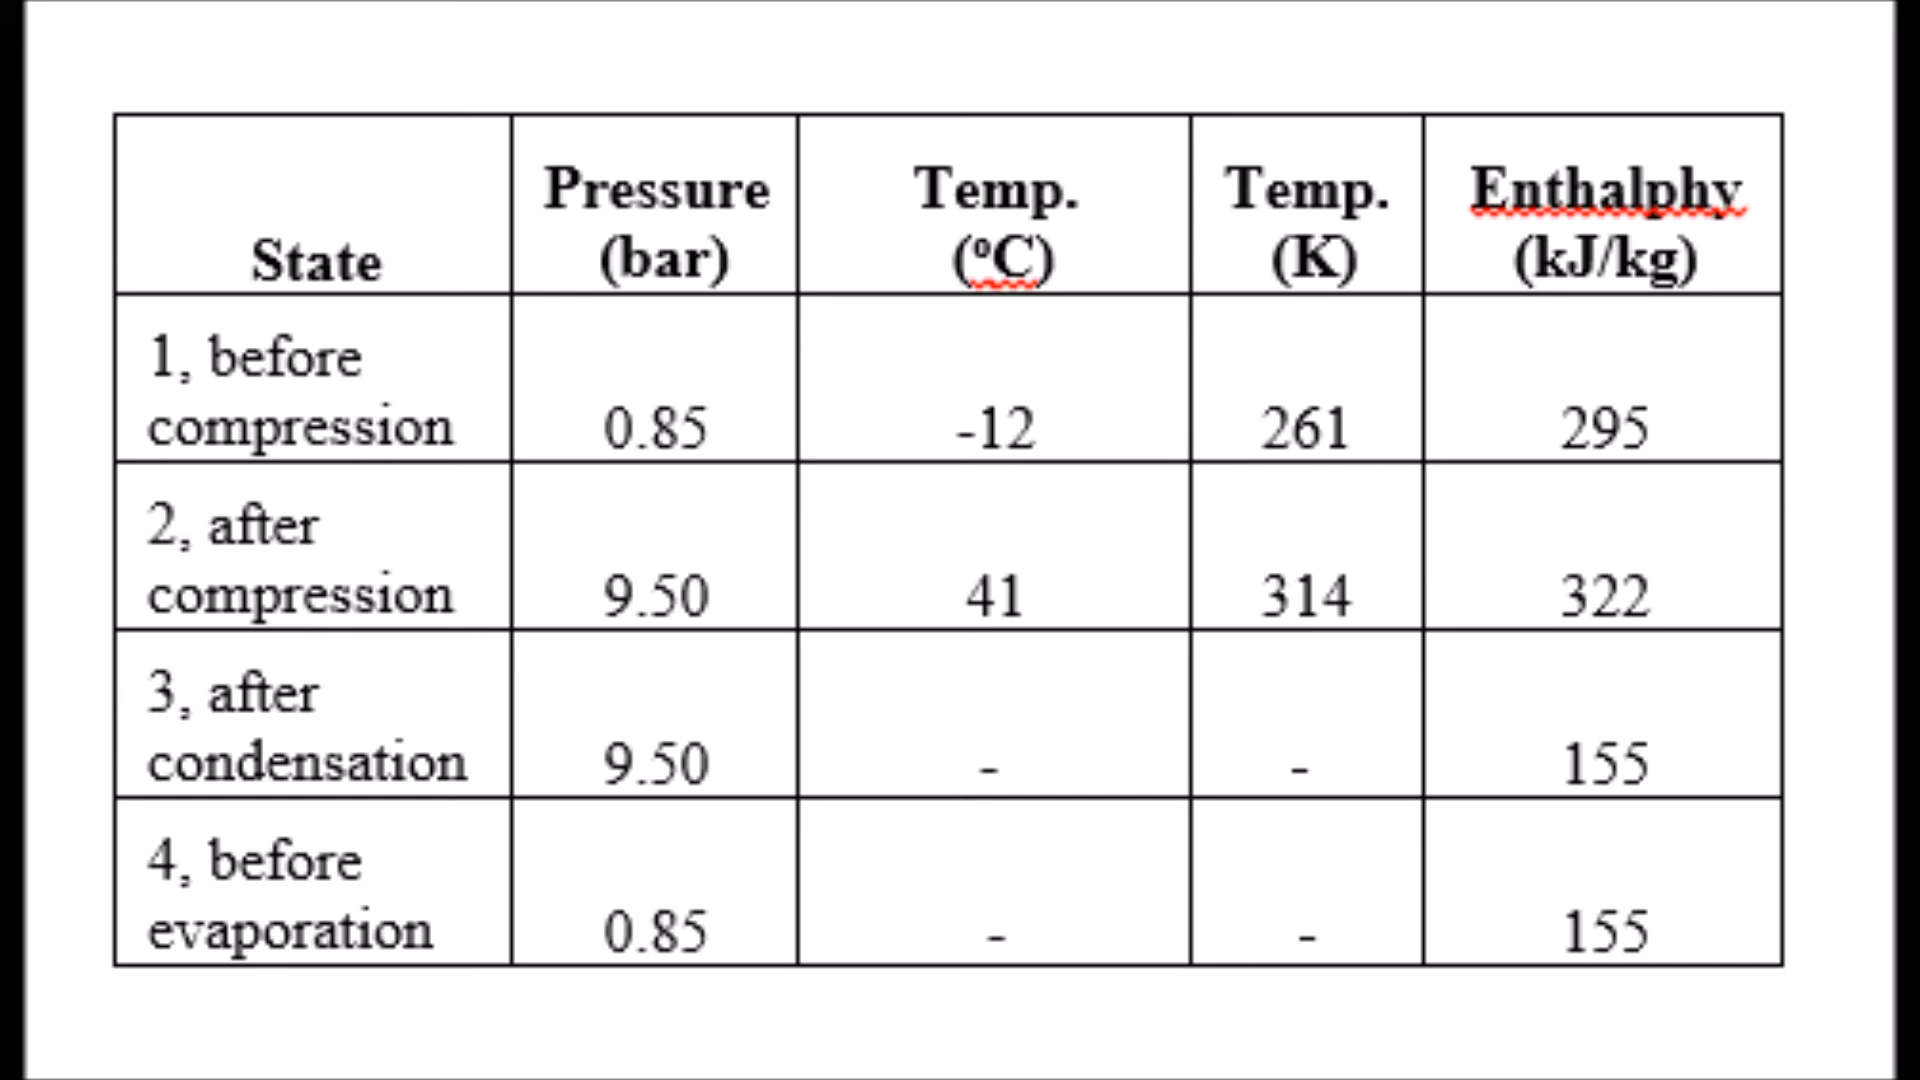 State Pressure (bar) Temp. (°C) Temp. (K) Enthalphy (kJ/kg)
1, before compression 0.85 -12 261 295
2, after compression 9.50 41 314 322
3, after condensation 9.50 - - 155
4, before evaporation 0.85 - - 155